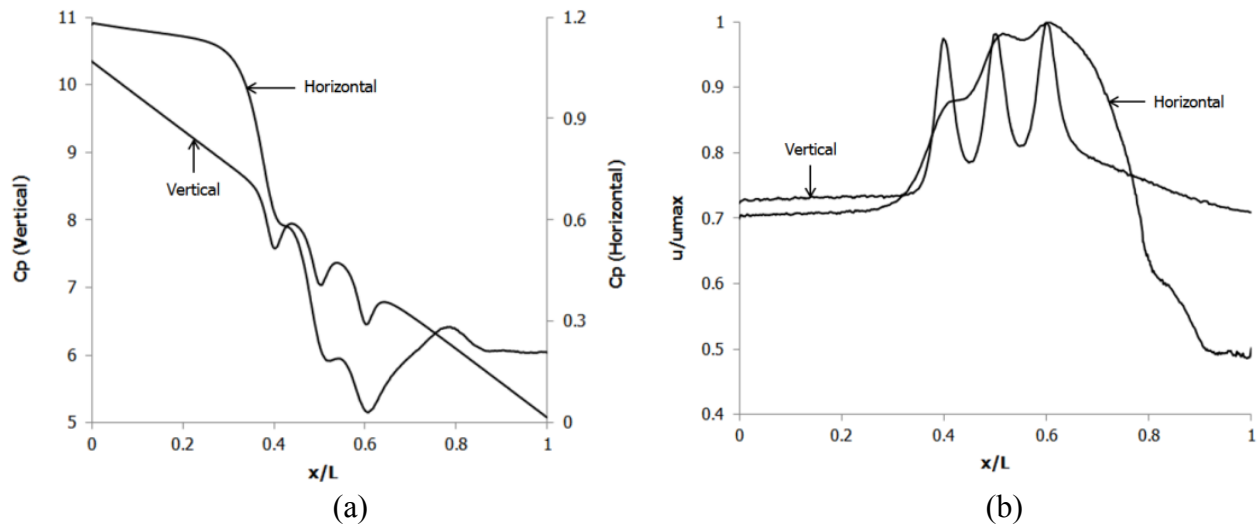 11
10
9
8
7
6
5
Cp (Vertical)
1.2
0.9
0.6
0.3
0
Cp (Horizontal)
Horizontal
Vertical
0
0.2
0.4
0.6
0.8
1
x/L
(a)
1
0.9
0.8
0.7
0.6
0.5
0.4
u/umax
Vertical
Horizontal
0
0.2
0.4
0.6
0.8
1
x/L
(b)